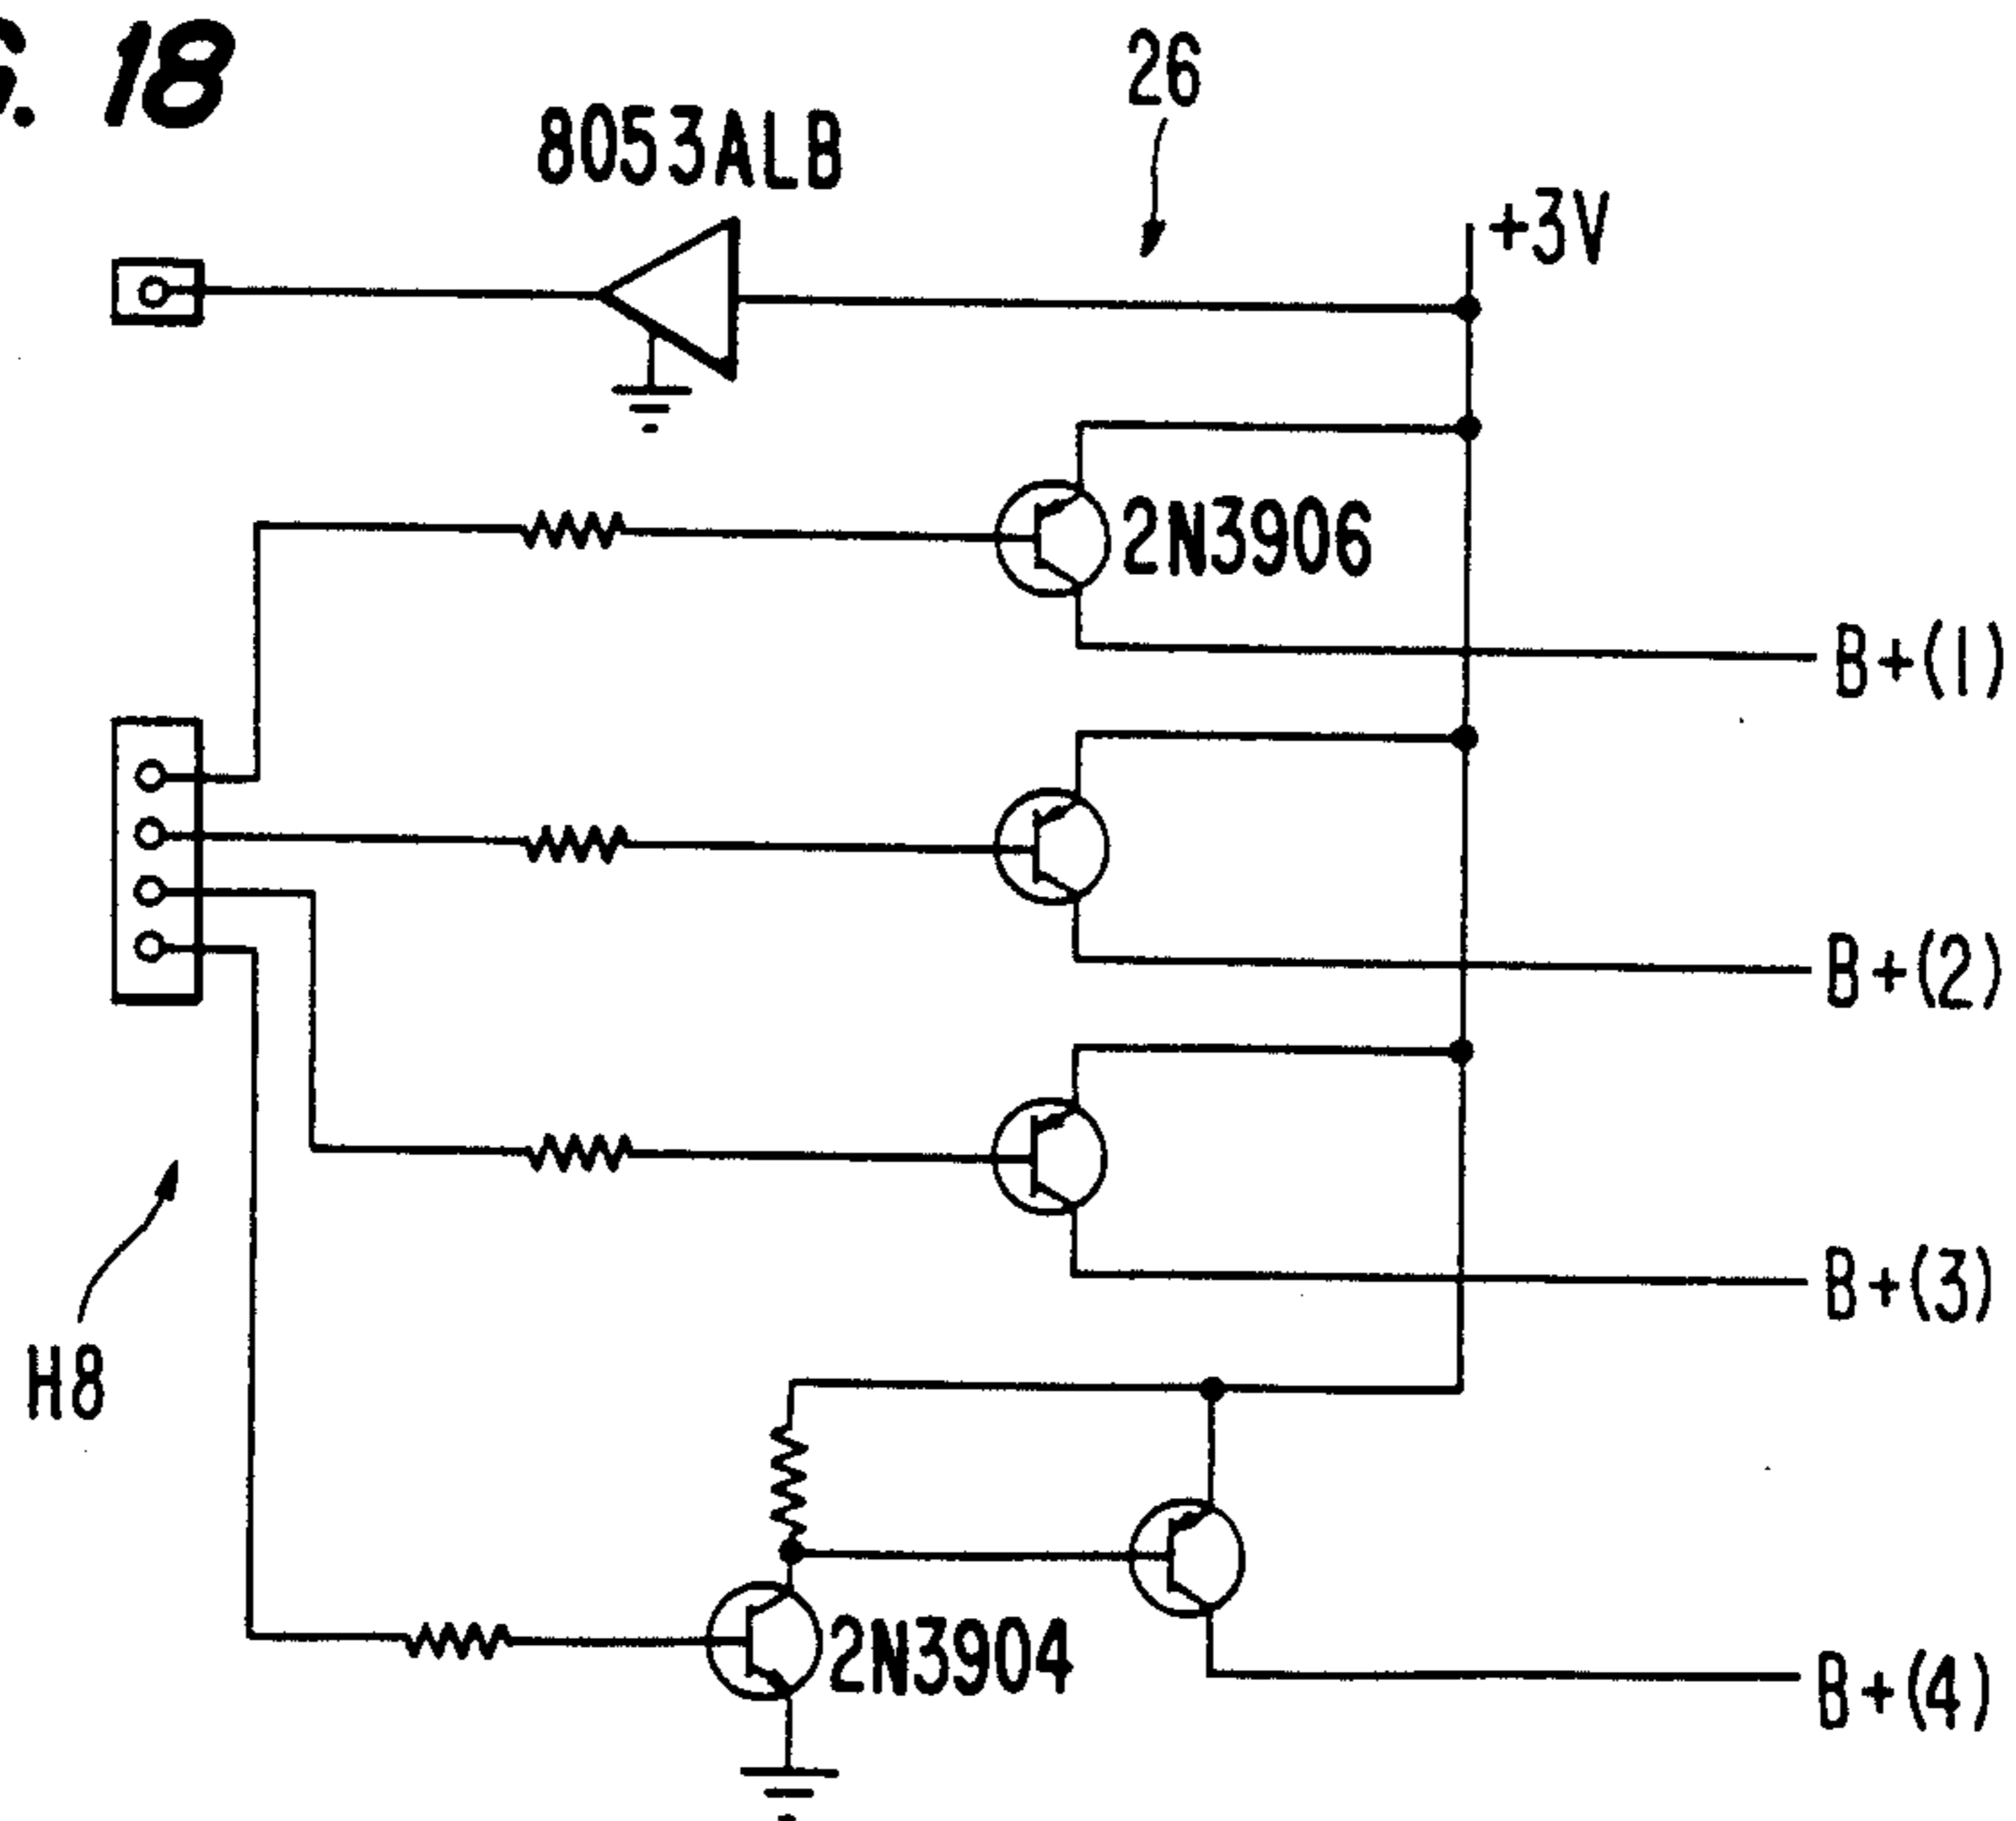 . 18
26
8053ALB
+3V
2N3906
B+(1)
B+(2)
B+(3)
H8
2N3904
B+(4)